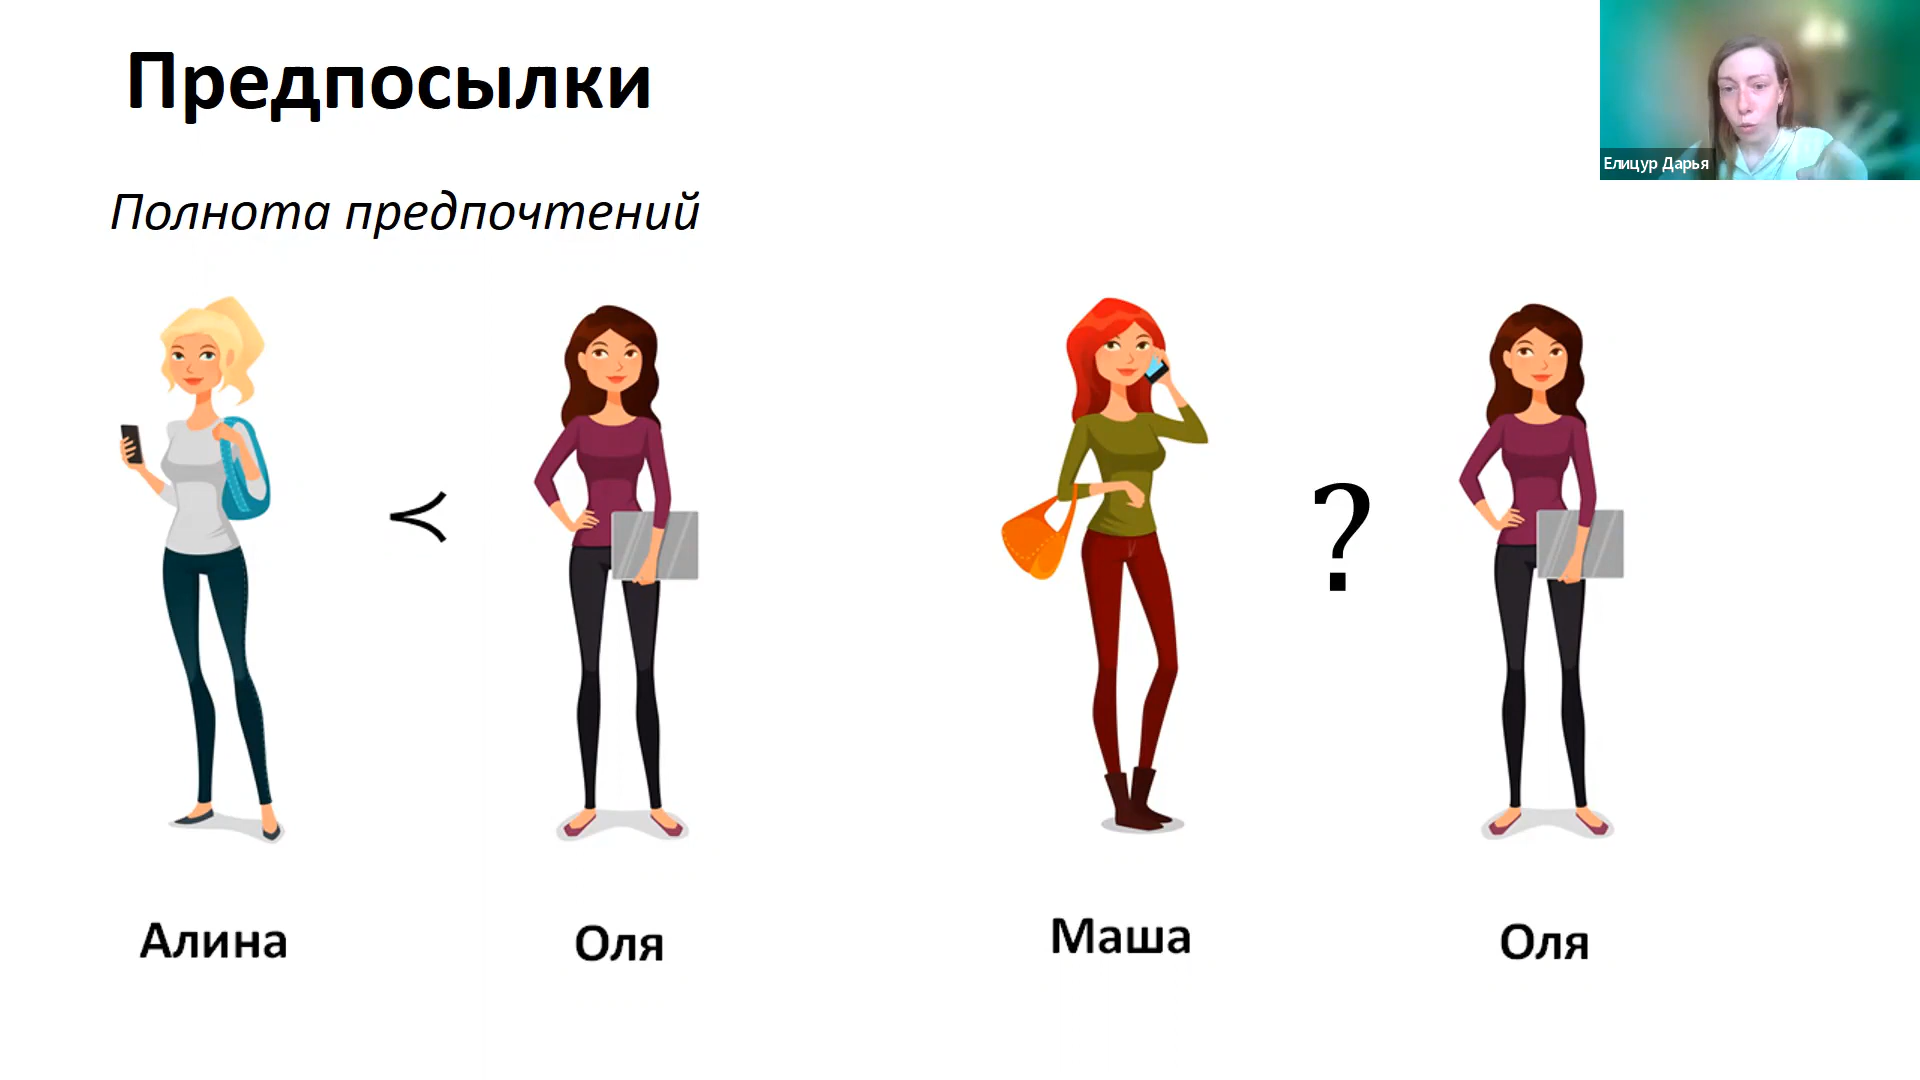 Предпосылки
Елицур Дарья
Полнота предпочтений
≺
?
Алина
Оля
Маша
Оля